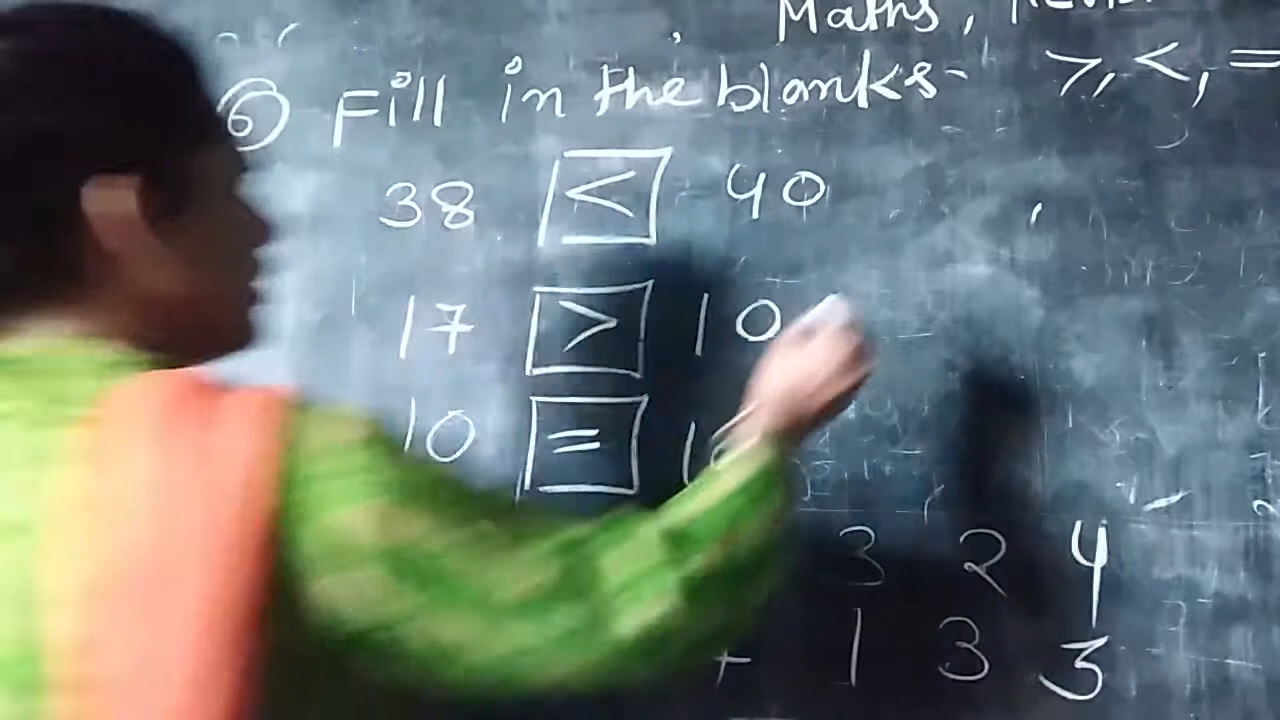 Maths,
6 Fill in the blanks- >, <, =
38 < 40
17 > 10
10 =
3 2 4
+ 1 3 3